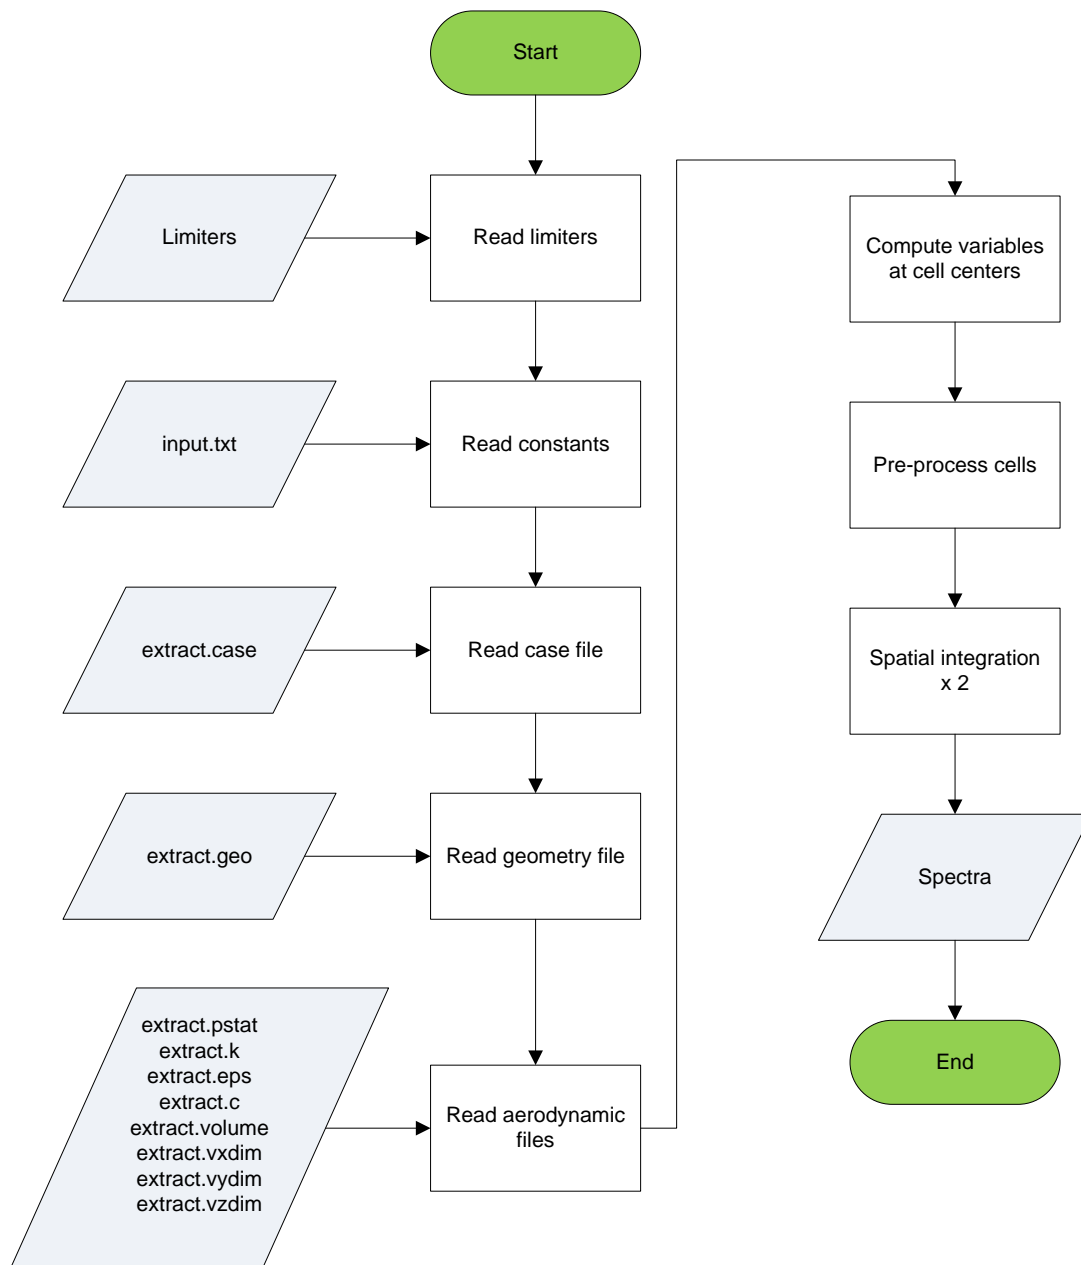 Start
Limiters
Read limiters
input.txt
Read constants
extract.case
Read case file
extract.geo
Read geometry file
extract.pstat
extract.k
extract.eps
extract.c
extract.volume
extract.vxdim
extract.vydim
extract.vzdim
Read aerodynamic
files
Compute variables
at cell centers
Pre-process cells
Spatial integration
x 2
Spectra
End